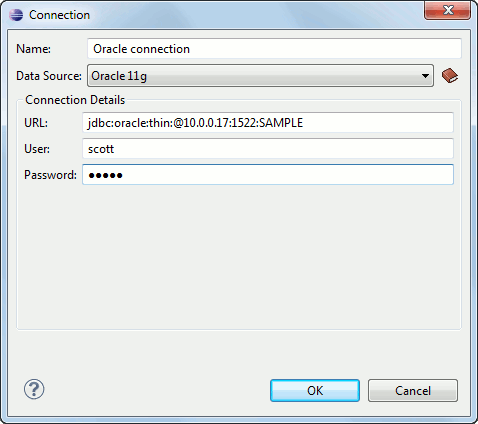 Connection
Name: Oracle connection
Data Source: Oracle 11g
Connection Details
URL: jdbc:oracle:thin:@10.0.0.17:1522:SAMPLE
User: scott
Password: ●●●●●
? OK Cancel